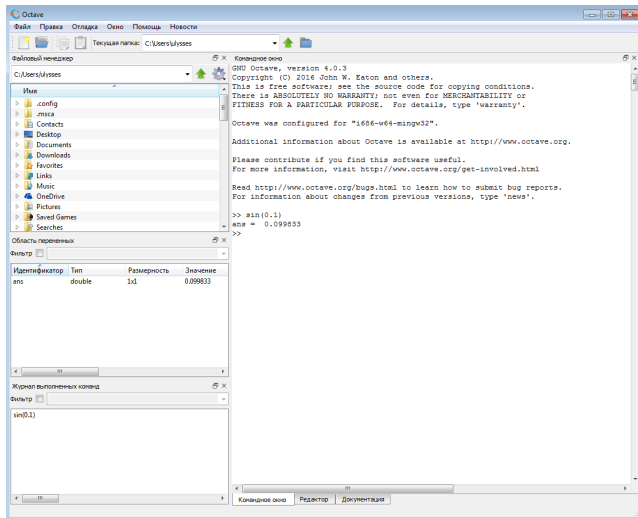 Octave
Файл Правка Отладка Окно Помощь Новости
Текущая папка: C:\Users\ulysses
Файловый менеджер
C:/Users/ulysses
Имя
.config
.msca
Contacts
Desktop
Documents
Downloads
Favorites
Links
Music
OneDrive
Pictures
Saved Games
Searches
Область переменных
Фильтр
Идентификатор Тип Размерность Значение
ans double 1x1 0.099833
Журнал выполненных команд
Фильтр
sin(0.1)
Командное окно
GNU Octave, version 4.0.3
Copyright (C) 2016 John W. Eaton and others.
This is free software; see the source code for copying conditions.
There is ABSOLUTELY NO WARRANTY; not even for MERCHANTABILITY or
FITNESS FOR A PARTICULAR PURPOSE.  For details, type 'warranty'.
Octave was configured for "i686-w64-mingw32".
Additional information about Octave is available at http://www.octave.org.
Please contribute if you find this software useful.
For more information, visit http://www.octave.org/get-involved.html
Read http://www.octave.org/bugs.html to learn how to submit bug reports.
For information about changes from previous versions, type 'news'.
>> sin(0.1)
ans =  0.099833
>>
Командное окно Редактор Документация